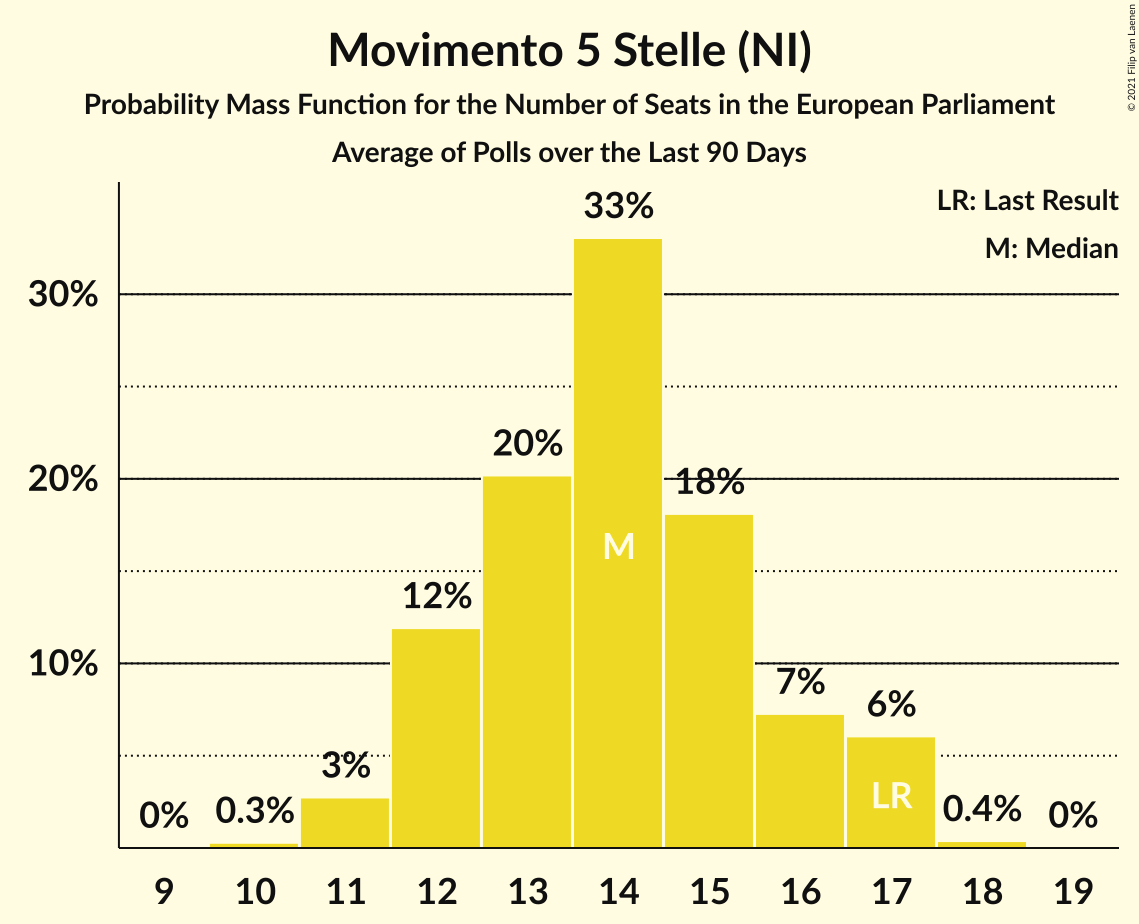 Movimento 5 Stelle (NI)
Probability Mass Function for the Number of Seats in the European Parliament
Average of Polls over the Last 90 Days
© 2021 Filip van Laenen
LR: Last Result
M: Median
30%
20%
10%
0%
0.3%
3%
12%
20%
33%
18%
7%
6%
0.4%
0%
M
LR
9 10 11 12 13 14 15 16 17 18 19